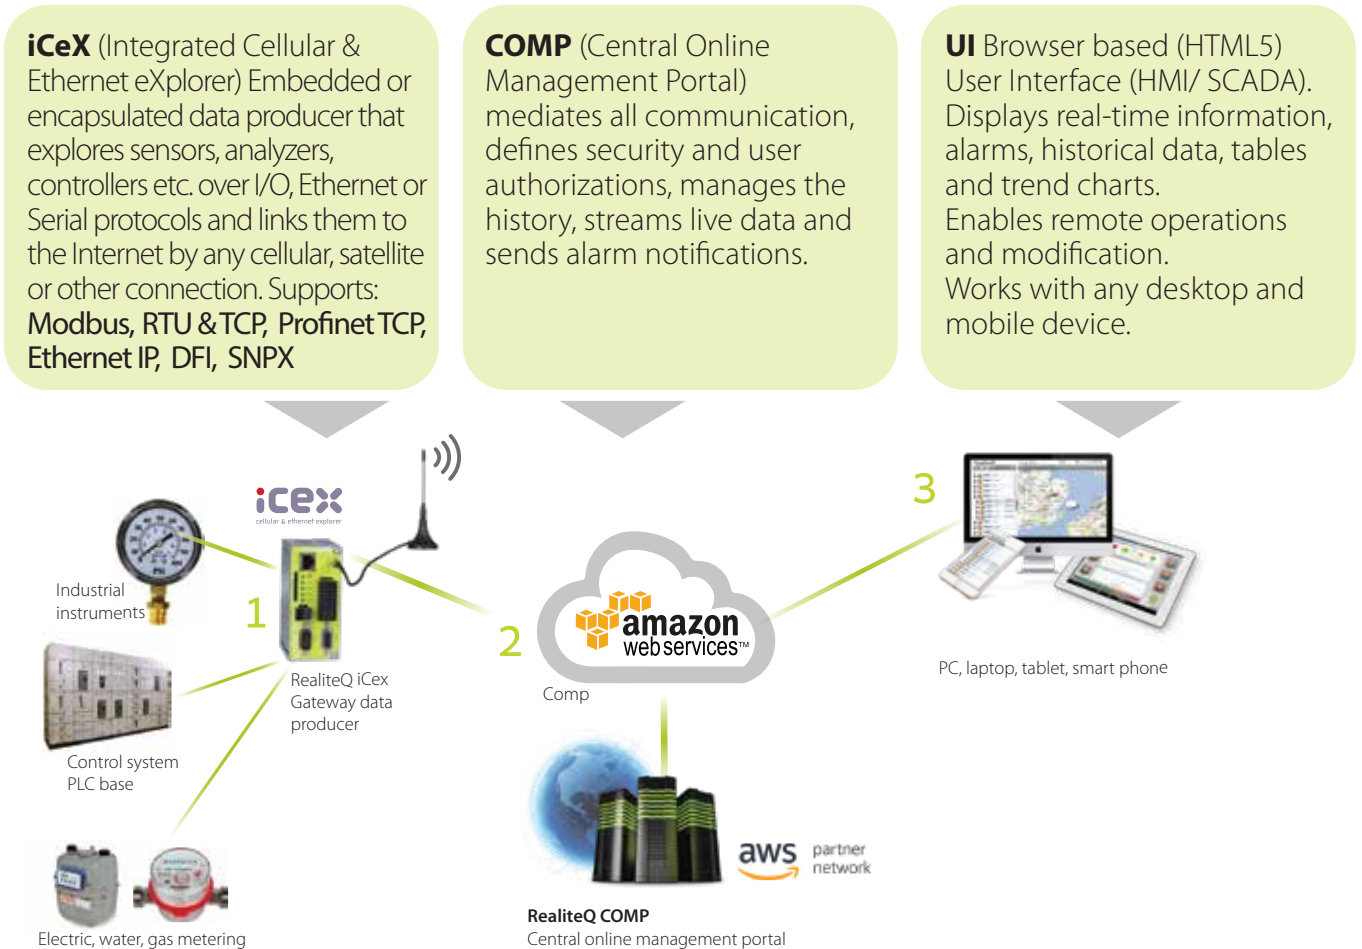 iCeX (Integrated Cellular &
Ethernet eXplorer) Embedded or
encapsulated data producer that
explores sensors, analyzers,
controllers etc. over I/O, Ethernet or
Serial protocols and links them to
the Internet by any cellular, satellite
or other connection. Supports:
Modbus, RTU & TCP, Profinet TCP,
Ethernet IP, DFI, SNPX
COMP (Central Online
Management Portal)
mediates all communication,
defines security and user
authorizations, manages the
history, streams live data and
sends alarm notifications.
UI Browser based (HTML5)
User Interface (HMI/ SCADA).
Displays real-time information,
alarms, historical data, tables
and trend charts.
Enables remote operations
and modification.
Works with any desktop and
mobile device.
icex
cellular & ethernet explorer
PSI
Industrial
instruments
1
RealiteQ iCex
Gateway data
producer
Control system
PLC base
Electric, water, gas metering
2
amazon
web services™
Comp
aws partner
network
RealiteQ COMP
Central online management portal
3
PC, laptop, tablet, smart phone